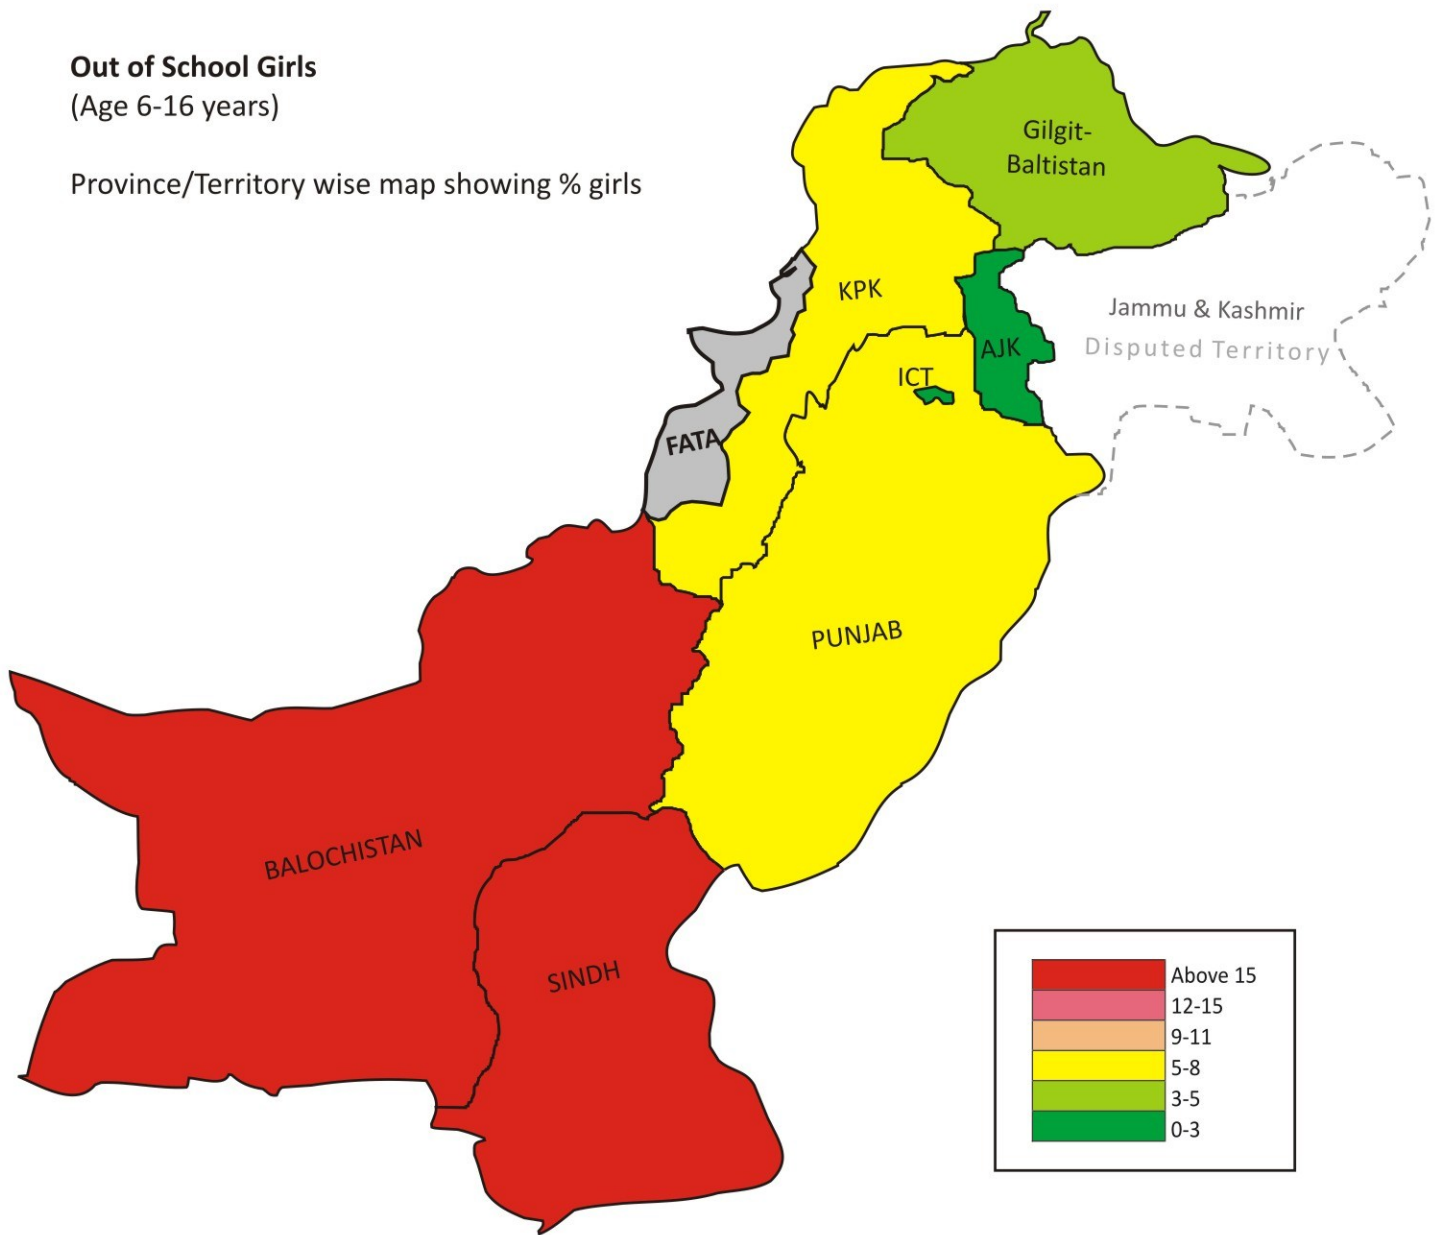 Out of School Girls
(Age 6-16 years)
Province/Territory wise map showing % girls
Gilgit-
Baltistan
KPK
Jammu & Kashmir
Disputed Territory
AJK
ICT
FATA
PUNJAB
BALOCHISTAN
SINDH
Above 15
12-15
9-11
5-8
3-5
0-3